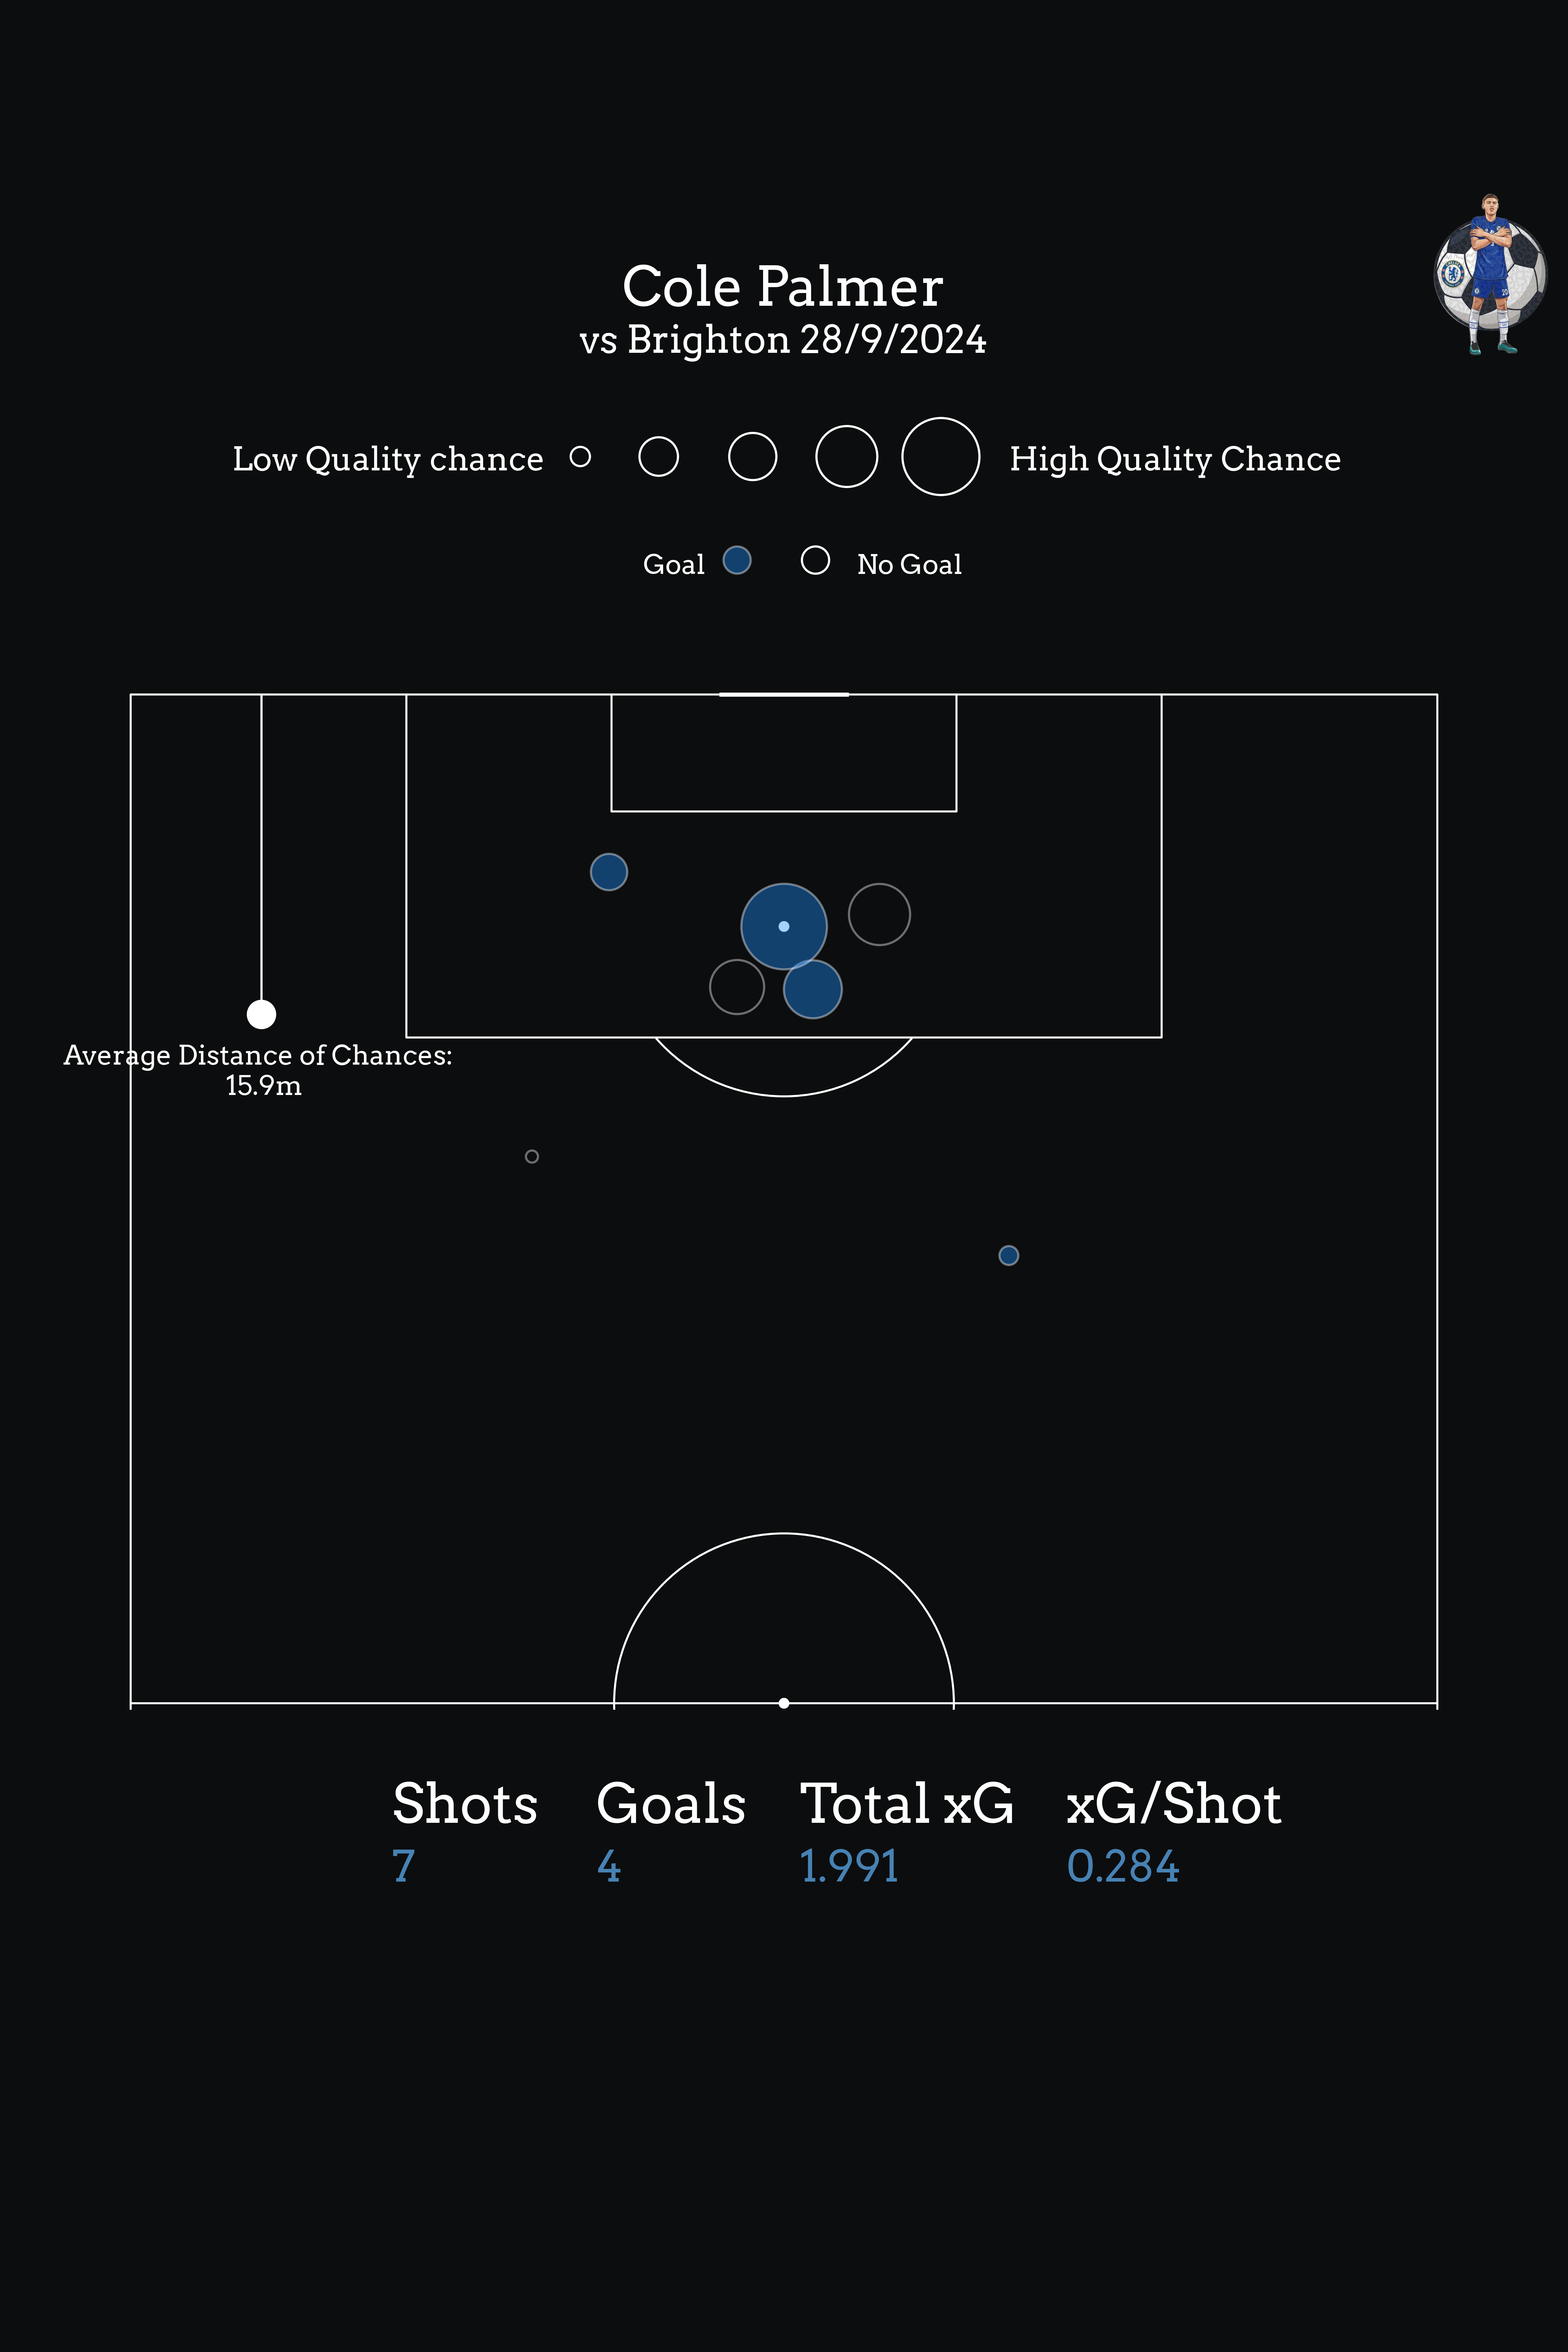 Cole Palmer
vs Brighton 28/9/2024
Low Quality chance High Quality Chance
Goal No Goal
Average Distance of Chances:
15.9m
Shots Goals Total xG xG/Shot
7 4 1.991 0.284